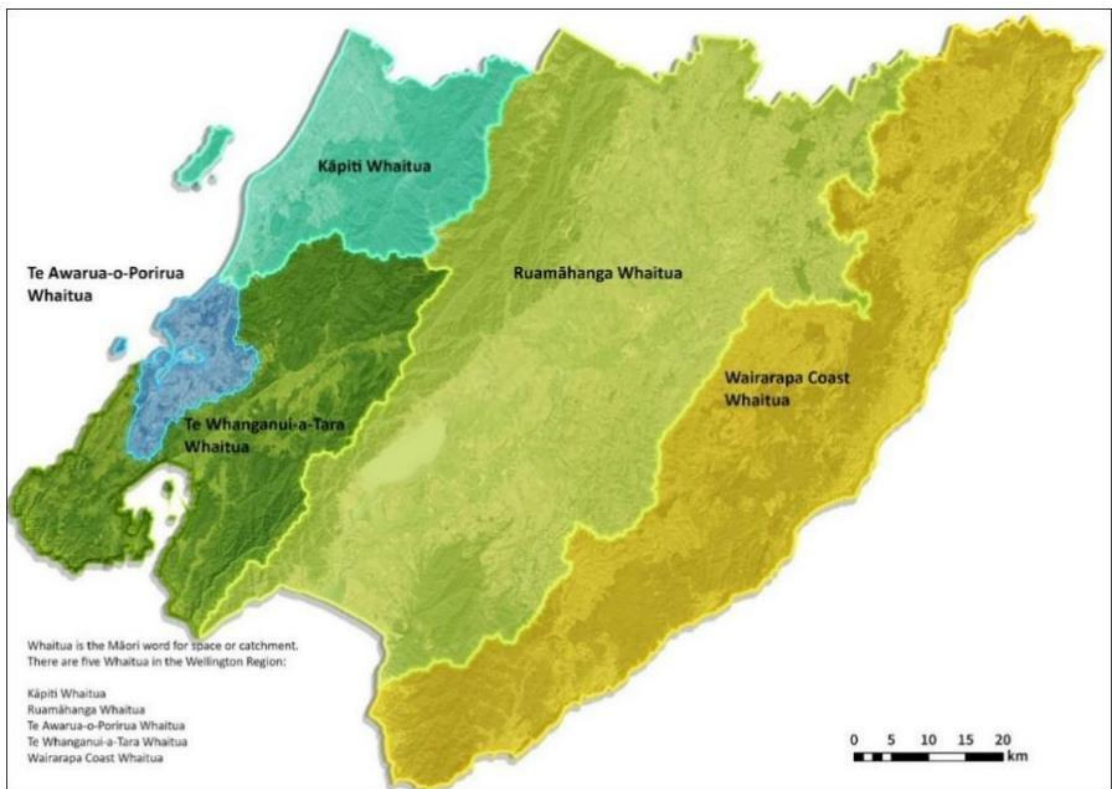 Kāpiti Whaitua
Te Awarua-o-Porirua
Whaitua
Ruamāhanga Whaitua
Wairarapa Coast
Whaitua
Te Whanganui-a-Tara
Whaitua
Whaitua is the Māori word for space or catchment.
There are five Whaitua in the Wellington Region:
Kāpiti Whaitua
Ruamāhanga Whaitua
Te Awarua-o-Porirua Whaitua
Te Whanganui-a-Tara Whaitua
Wairarapa Coast Whaitua
0 5 10 15 20
km